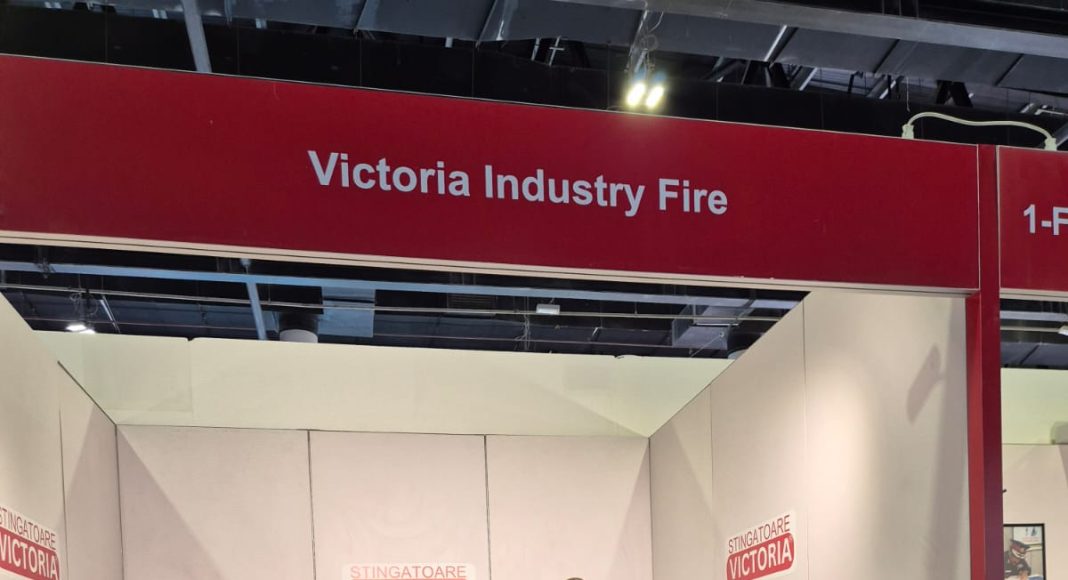 Victoria Industry Fire
1-F
STINGATOARE
VICTORIA
STINGATOARE
STINGATOARE
VICTORIA